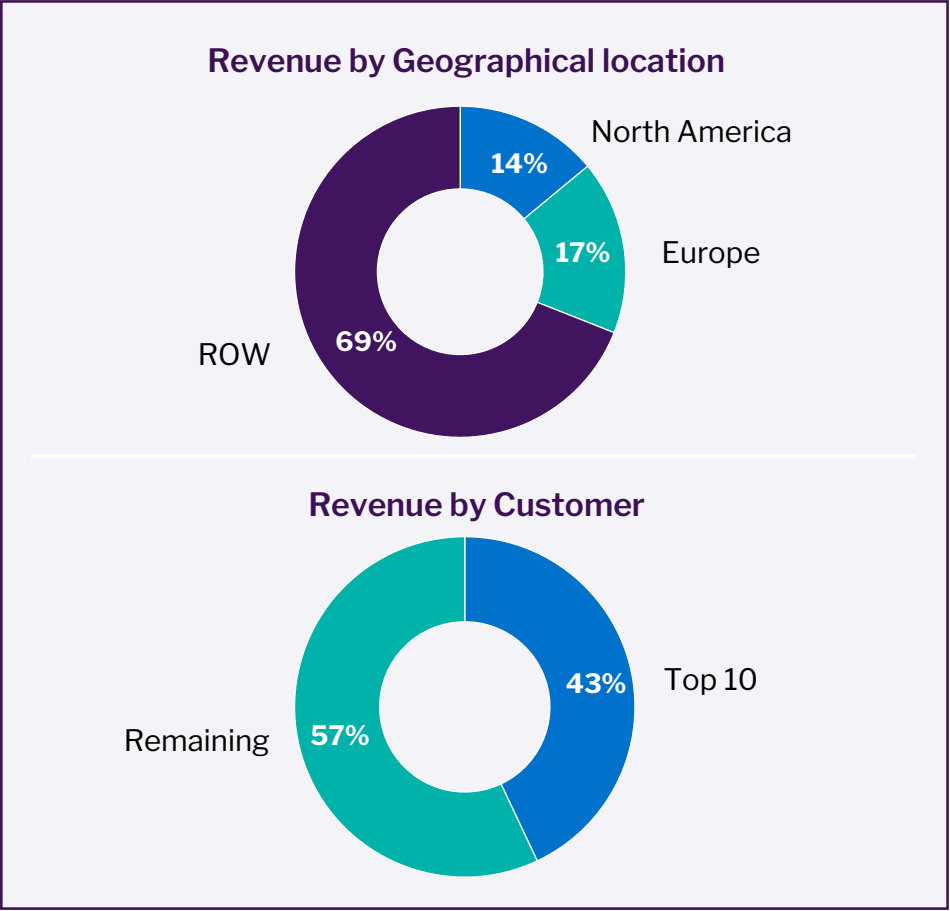 Revenue by Geographical location
North America
14%
17%
Europe
69%
ROW
Revenue by Customer
43%
Top 10
57%
Remaining